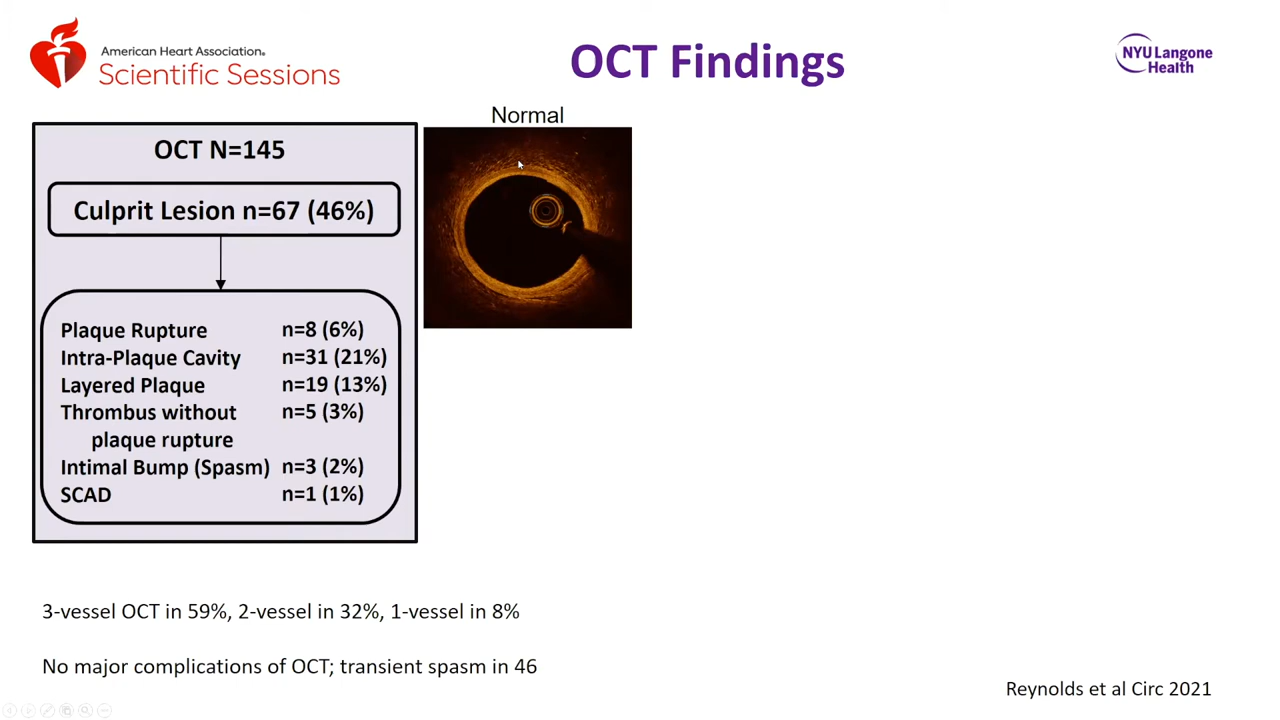 American Heart Association®
Scientific Sessions
OCT Findings
NYU Langone
Health
OCT N=145
Culprit Lesion n=67 (46%)
Plaque Rupture n=8 (6%)
Intra-Plaque Cavity n=31 (21%)
Layered Plaque n=19 (13%)
Thrombus without n=5 (3%)
plaque rupture
Intimal Bump (Spasm) n=3 (2%)
SCAD n=1 (1%)
Normal
3-vessel OCT in 59%, 2-vessel in 32%, 1-vessel in 8%
No major complications of OCT; transient spasm in 46
Reynolds et al Circ 2021